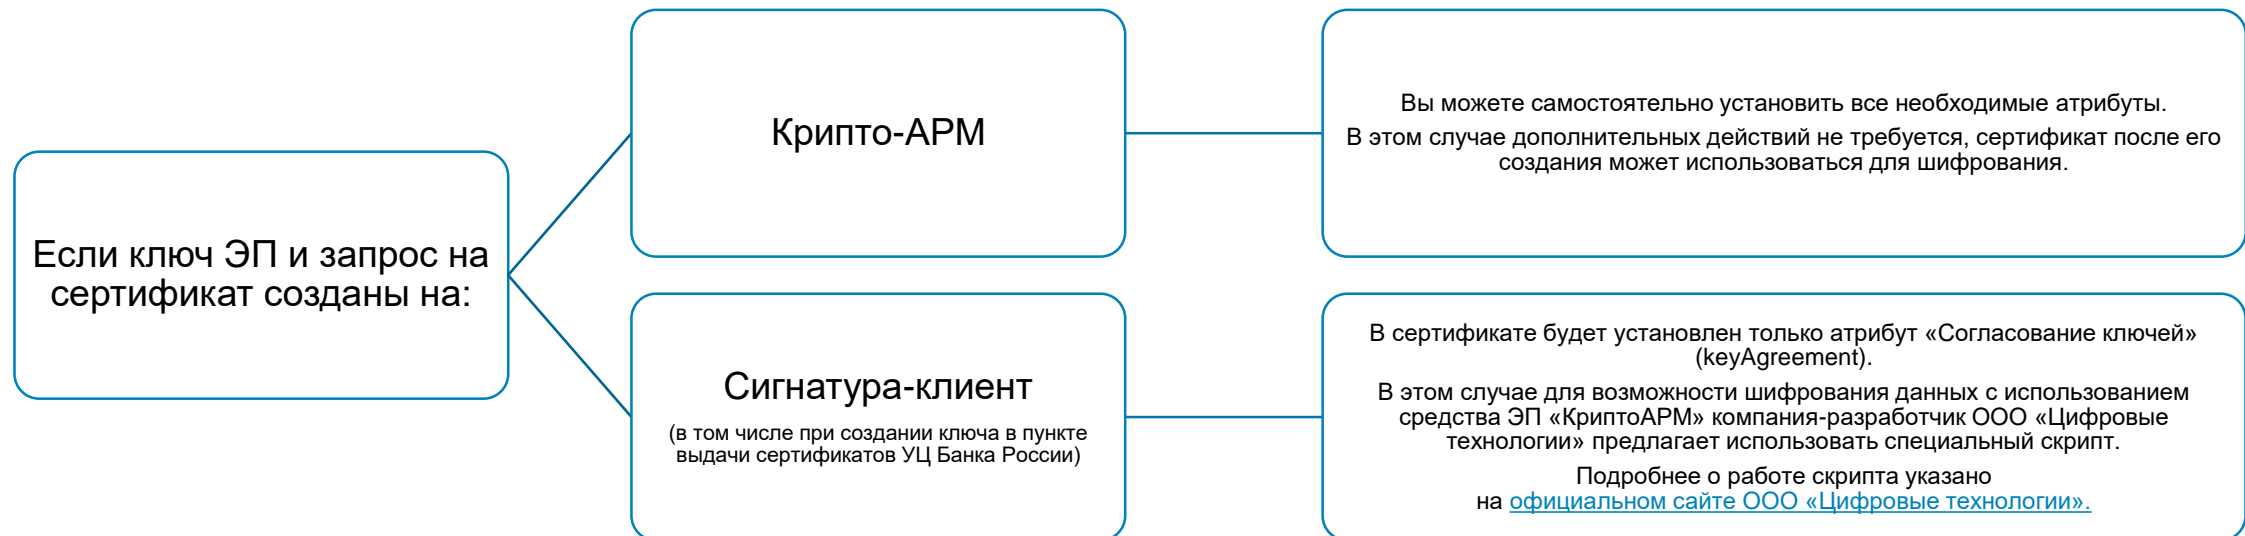 Если ключ ЭП и запрос на
сертификат созданы на:
Крипто-АРМ
Вы можете самостоятельно установить все необходимые атрибуты.
В этом случае дополнительных действий не требуется, сертификат после его
создания может использоваться для шифрования.
Сигнатура-клиент
(в том числе при создании ключа в пункте
выдачи сертификатов УЦ Банка России)
В сертификате будет установлен только атрибут «Согласование ключей»
(keyAgreement).
В этом случае для возможности шифрования данных с использованием
средства ЭП «КриптоАРМ» компания-разработчик ООО «Цифровые
технологии» предлагает использовать специальный скрипт.
Подробнее о работе скрипта указано
на официальном сайте ООО «Цифровые технологии».